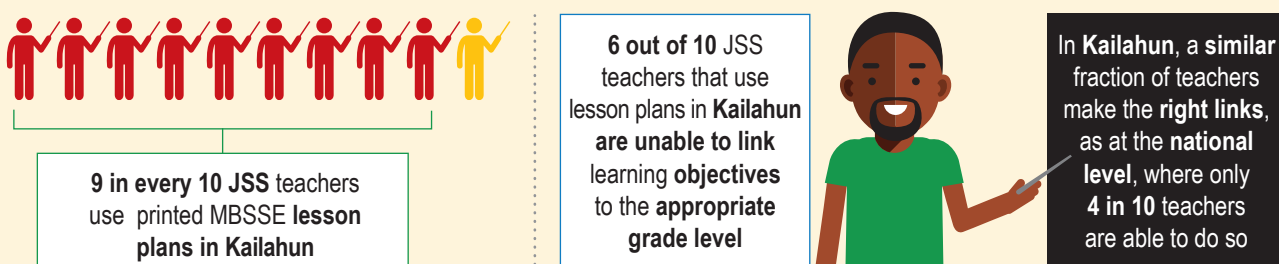 9 in every 10 JSS teachers
use printed MBSSE lesson
plans in Kailahun
6 out of 10 JSS
teachers that use
lesson plans in Kailahun
are unable to link
learning objectives
to the appropriate
grade level
In Kailahun, a similar
fraction of teachers
make the right links,
as at the national
level, where only
4 in 10 teachers
are able to do so